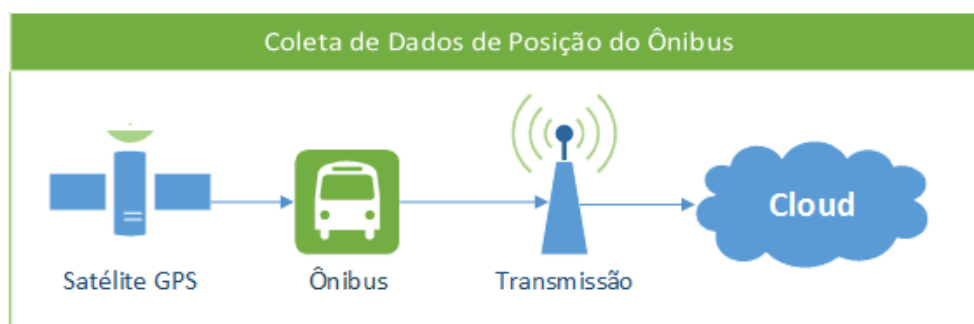 Coleta de Dados de Posição do Ônibus
Cloud
Satélite GPS
Ônibus
Transmissão